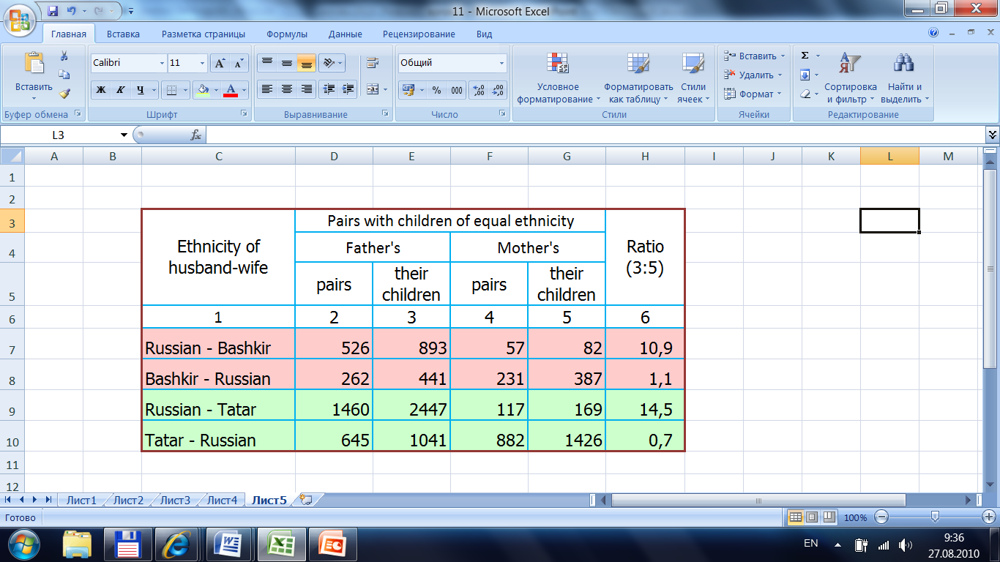 11 - Microsoft Excel
Главная Вставка Разметка страницы Формулы Данные Рецензирование Вид
Вставить
Буфер обмена
Calibri 11
Ж К Ч А
Шрифт
Выравнивание
Общий
% 000
Число
Условное форматирование
Форматировать как таблицу
Стили ячеек
Стили
Вставить
Удалить
Формат
Ячейки
Σ
Сортировка и фильтр
Найти и выделить
Редактирование
L3 fx
A B C D E F G H I J K L M
1
2
3 Pairs with children of equal ethnicity
4 Ethnicity of husband-wife Father's Mother's Ratio (3:5)
5 pairs their children pairs their children
6 1 2 3 4 5 6
7 Russian - Bashkir 526 893 57 82 10,9
8 Bashkir - Russian 262 441 231 387 1,1
9 Russian - Tatar 1460 2447 117 169 14,5
10 Tatar - Russian 645 1041 882 1426 0,7
11
12
Лист1 Лист2 Лист3 Лист4 Лист5
Готово 100%
EN 9:36
27.08.2010